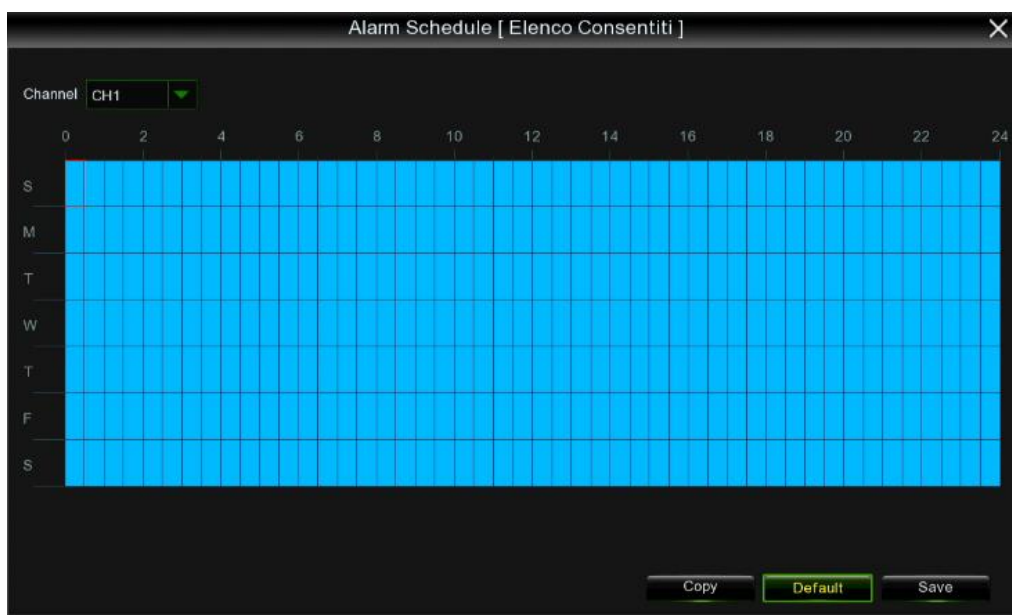 Alarm Schedule [ Elenco Consentiti ]
Channel CH1
0 2 4 6 8 10 12 14 16 18 20 22 24
S
M
T
W
T
F
S
Copy Default Save